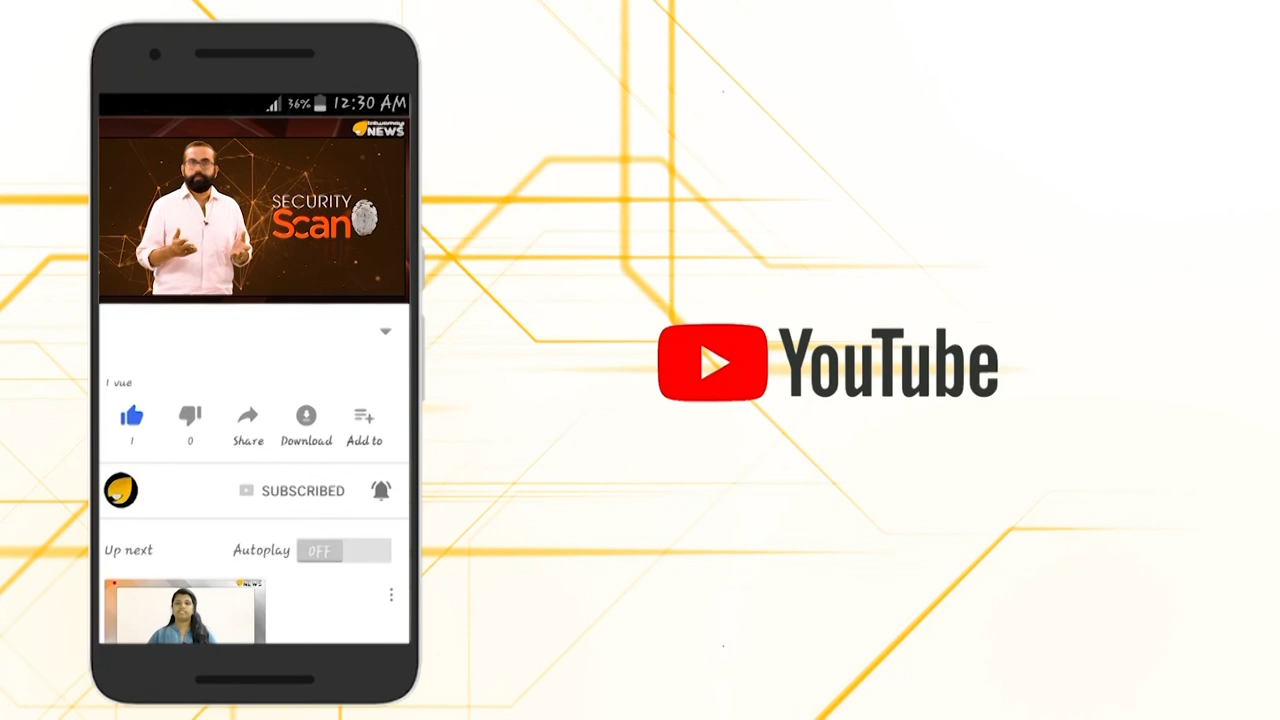 36% 12:30 AM
NEWS
SECURITY
Scan
1 vue
1
0
Share
Download
Add to
SUBSCRIBED
Up next
Autoplay
OFF
NEWS
YouTube